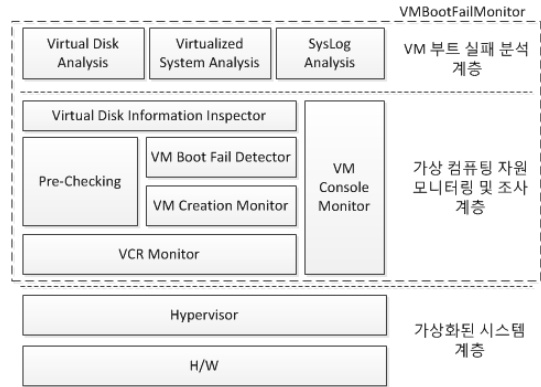 VMBootFailMonitor
Virtual Disk
Analysis
Virtualized
System Analysis
SysLog
Analysis
VM 부트 실패 분석
계층
Virtual Disk Information Inspector
Pre-Checking
VM Boot Fail Detector
VM Creation Monitor
VCR Monitor
VM
Console
Monitor
가상 컴퓨팅 자원
모니터링 및 조사
계층
Hypervisor
H/W
가상화된 시스템
계층